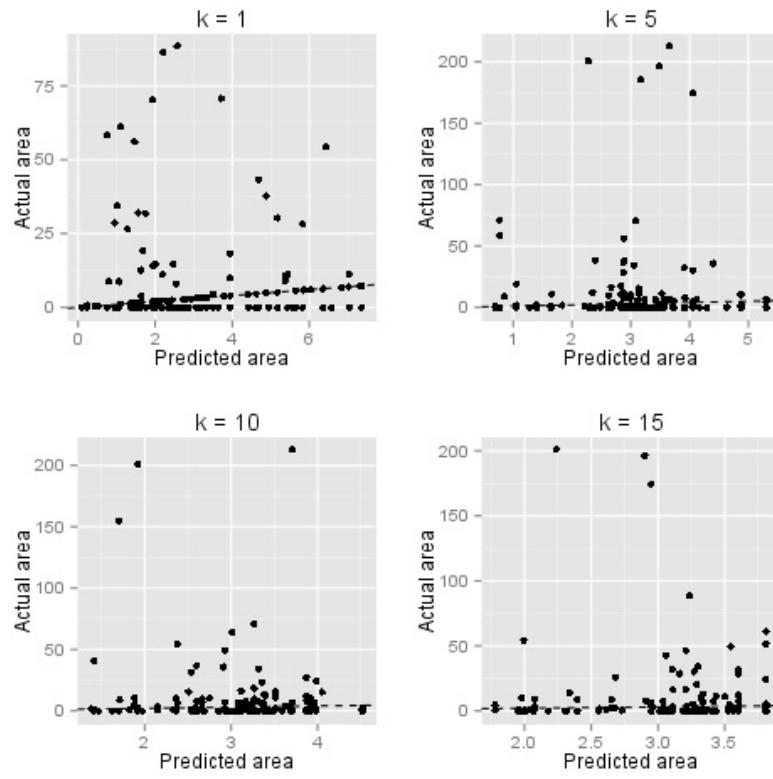 k = 1
75
50
25
0
Actual area
0 2 4 6
Predicted area
k = 5
200
150
100
50
0
Actual area
1 2 3 4 5
Predicted area
k = 10
200
150
100
50
0
Actual area
2 3 4
Predicted area
k = 15
200
150
100
50
0
Actual area
2.0 2.5 3.0 3.5
Predicted area